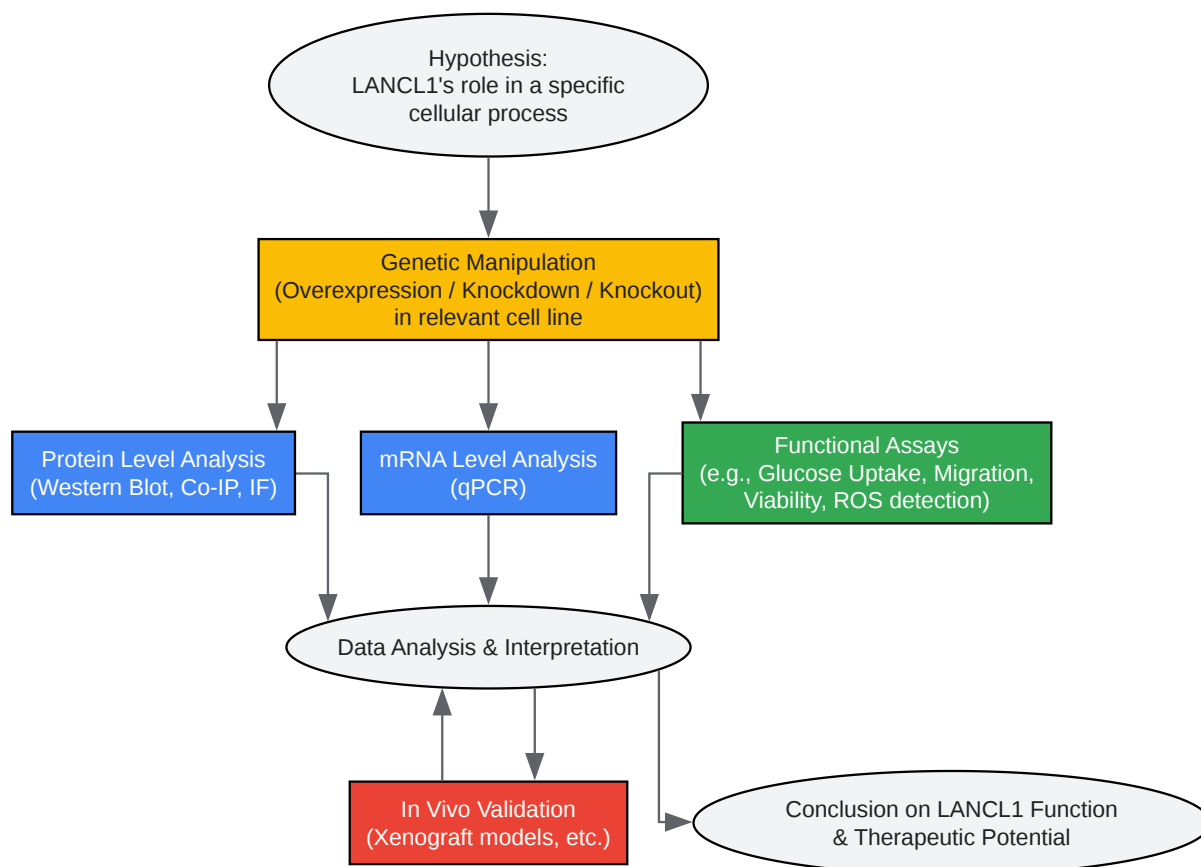 Hypothesis:
LANCL1's role in a specific
cellular process
Genetic Manipulation
(Overexpression / Knockdown / Knockout)
in relevant cell line
Protein Level Analysis
(Western Blot, Co-IP, IF)
mRNA Level Analysis
(qPCR)
Functional Assays
(e.g., Glucose Uptake, Migration,
Viability, ROS detection)
Data Analysis & Interpretation
In Vivo Validation
(Xenograft models, etc.)
Conclusion on LANCL1 Function
& Therapeutic Potential